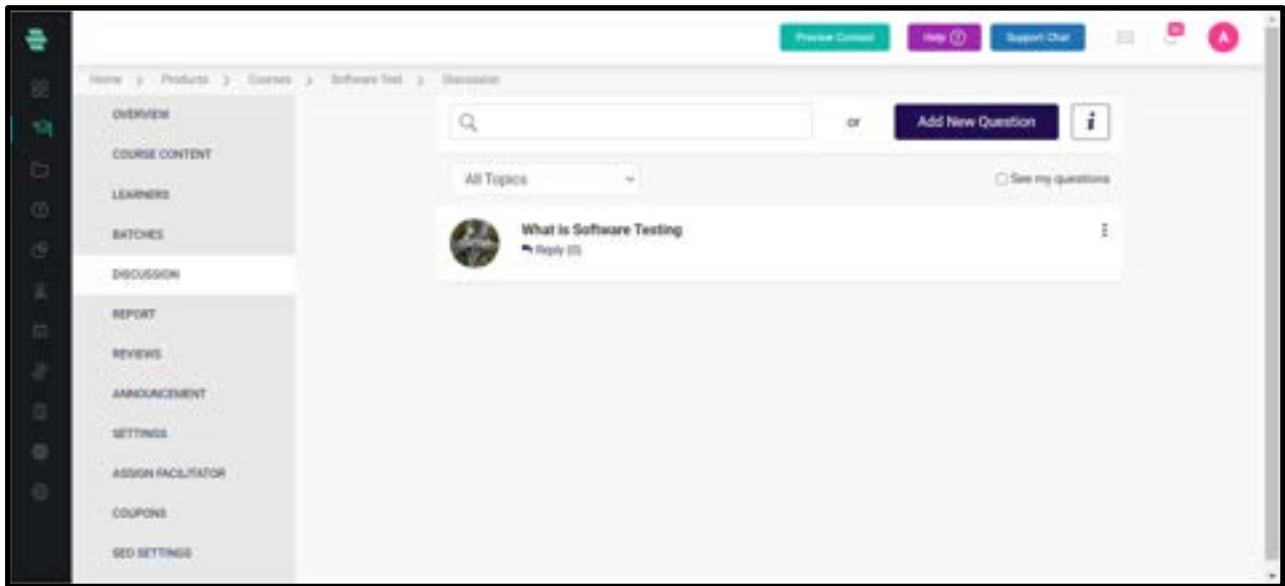 Preview Content Help Support Chat
A
Home > Products > Courses > Software Test > Discussion
OVERVIEW
COURSE CONTENT
LEARNERS
BATCHES
DISCUSSION
REPORT
REVIEWS
ANNOUNCEMENT
SETTINGS
ASSIGN FACILITATOR
COUPONS
SEO SETTINGS
or Add New Question i
All Topics See my questions
What is Software Testing
Reply (0)